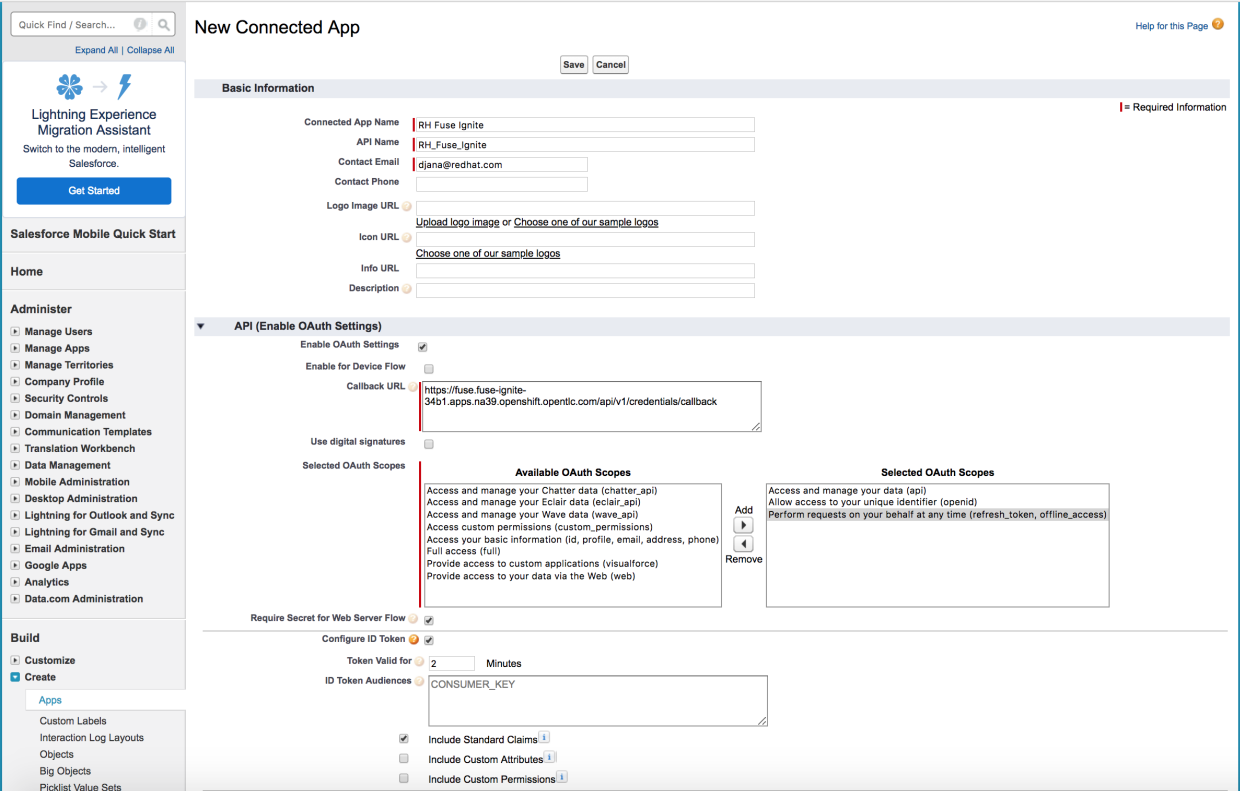 Quick Find / Search...
Expand All | Collapse All
Lightning Experience
Migration Assistant
Switch to the modern, intelligent
Salesforce.
Get Started
Salesforce Mobile Quick Start
Home
Administer
Manage Users
Manage Apps
Manage Territories
Company Profile
Security Controls
Domain Management
Communication Templates
Translation Workbench
Data Management
Mobile Administration
Desktop Administration
Lightning for Outlook and Sync
Lightning for Gmail and Sync
Email Administration
Google Apps
Analytics
Data.com Administration
Build
Customize
Create
Apps
Custom Labels
Interaction Log Layouts
Objects
Big Objects
Picklist Value Sets
New Connected App
Help for this Page ?
Save Cancel
Basic Information
= Required Information
Connected App Name RH Fuse Ignite
API Name RH_Fuse_Ignite
Contact Email djana@redhat.com
Contact Phone
Logo Image URL
Upload logo image or Choose one of our sample logos
Icon URL
Choose one of our sample logos
Info URL
Description
API (Enable OAuth Settings)
Enable OAuth Settings
Enable for Device Flow
Callback URL https://fuse.fuse-ignite-
34b1.apps.na39.openshift.opentlc.com/api/v1/credentials/callback
Use digital signatures
Selected OAuth Scopes
Available OAuth Scopes
Access and manage your Chatter data (chatter_api)
Access and manage your Eclair data (eclair_api)
Access and manage your Wave data (wave_api)
Access custom permissions (custom_permissions)
Access your basic information (id, profile, email, address, phone)
Full access (full)
Provide access to custom applications (visualforce)
Provide access to your data via the Web (web)
Add
Remove
Selected OAuth Scopes
Access and manage your data (api)
Allow access to your unique identifier (openid)
Perform requests on your behalf at any time (refresh_token, offline_access)
Require Secret for Web Server Flow
Configure ID Token ?
Token Valid for 2 Minutes
ID Token Audiences CONSUMER_KEY
Include Standard Claims i
Include Custom Attributes i
Include Custom Permissions i